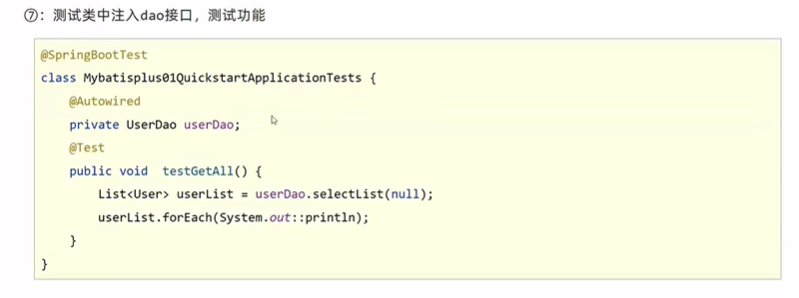 ⑦：测试类中注入dao接口，测试功能
@SpringBootTest
class Mybatisplus01QuickstartApplicationTests {
    @Autowired
    private UserDao userDao;
    @Test
    public void  testGetAll() {
        List<User> userList = userDao.selectList(null);
        userList.forEach(System.out::println);
    }
}